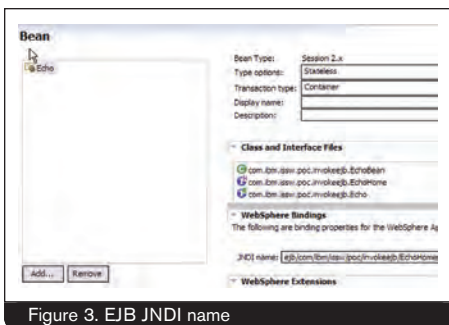 Bean
Echo
Add...
Remove
Bean Type: Session 2.x
Type options: Stateless
Transaction type: Container
Display name:
Description:
Class and Interface Files
com.ibm.issw.poc.invokeejb.EchoBean
com.ibm.issw.poc.invokeejb.EchoHome
com.ibm.issw.poc.invokeejb.Echo
WebSphere Bindings
The following are binding properties for the WebSphere Ap
JNDI name: ejb/com/ibm/issw/poc/invokeejb/EchoHome
WebSphere Extensions
Figure 3. EJB JNDI name